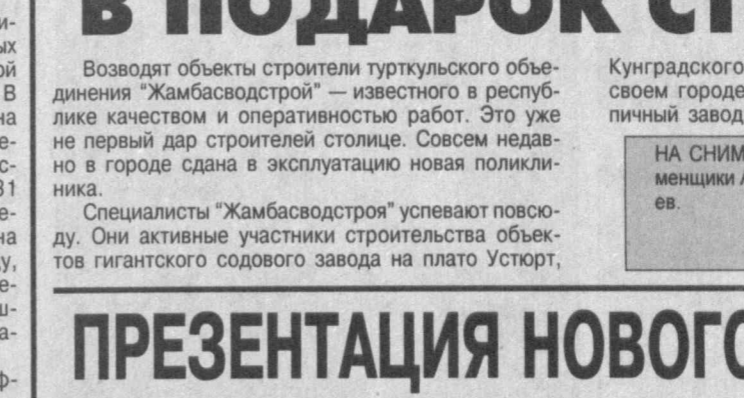 В ПОДАРОК СТ
Возводят объекты строители турткульского объе-
динения "Жамбасводстрой" — известного в респуб-
лике качеством и оперативностью работ. Это уже
не первый дар строителей столице. Совсем недав-
но в городе сдана в эксплуатацию новая поликли-
ника.
Специалисты "Жамбасводстроя" успевают повсю-
ду. Они активные участники строительства объек-
тов гигантского содового завода на плато Устюрт,
Кунградского
своем городе
пичный завод
НА СНИМ
менщики А
ев.
ПРЕЗЕНТАЦИЯ НОВОГО